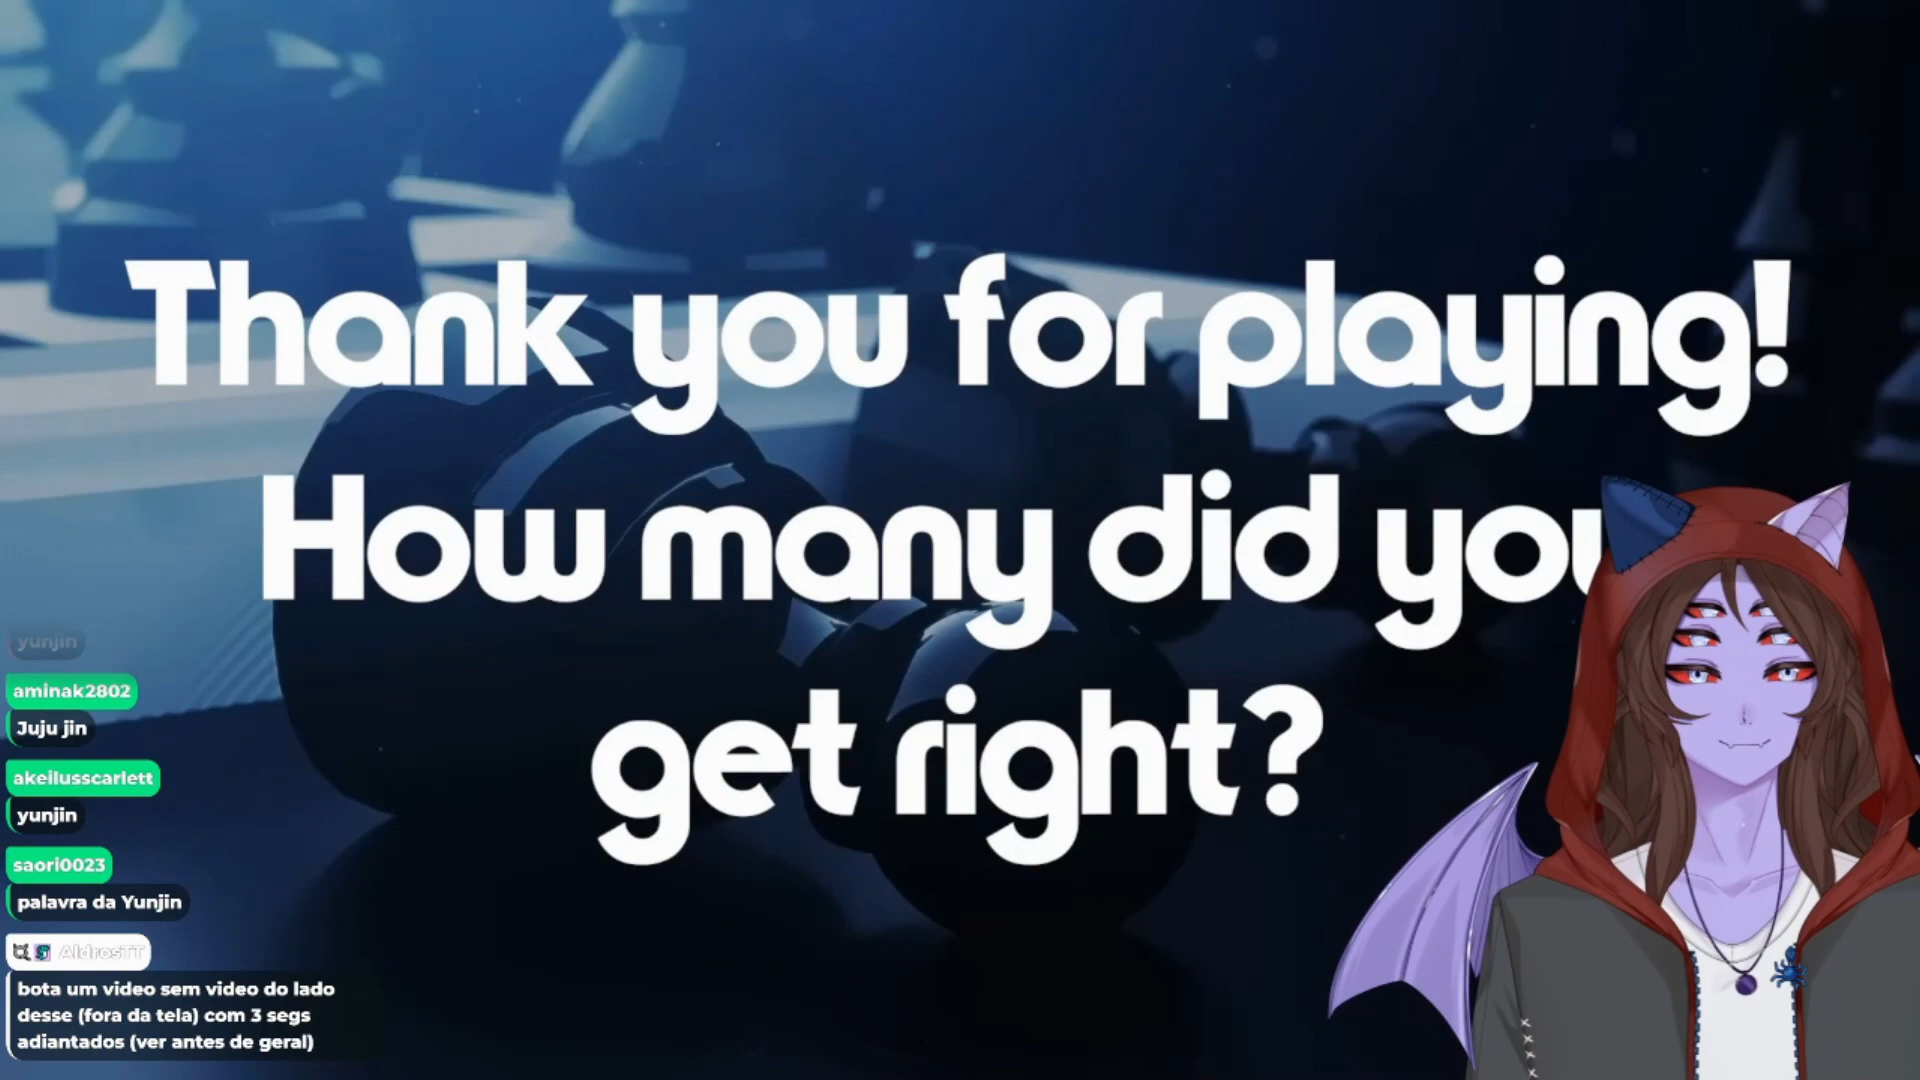 Thank you for playing!
How many did you
get right?
yunjin
aminak2802
Juju jin
akeilusscarlett
yunjin
saori0023
palavra da Yunjin
AldrosTT
bota um video sem video do lado
desse (fora da tela) com 3 segs
adiantados (ver antes de geral)